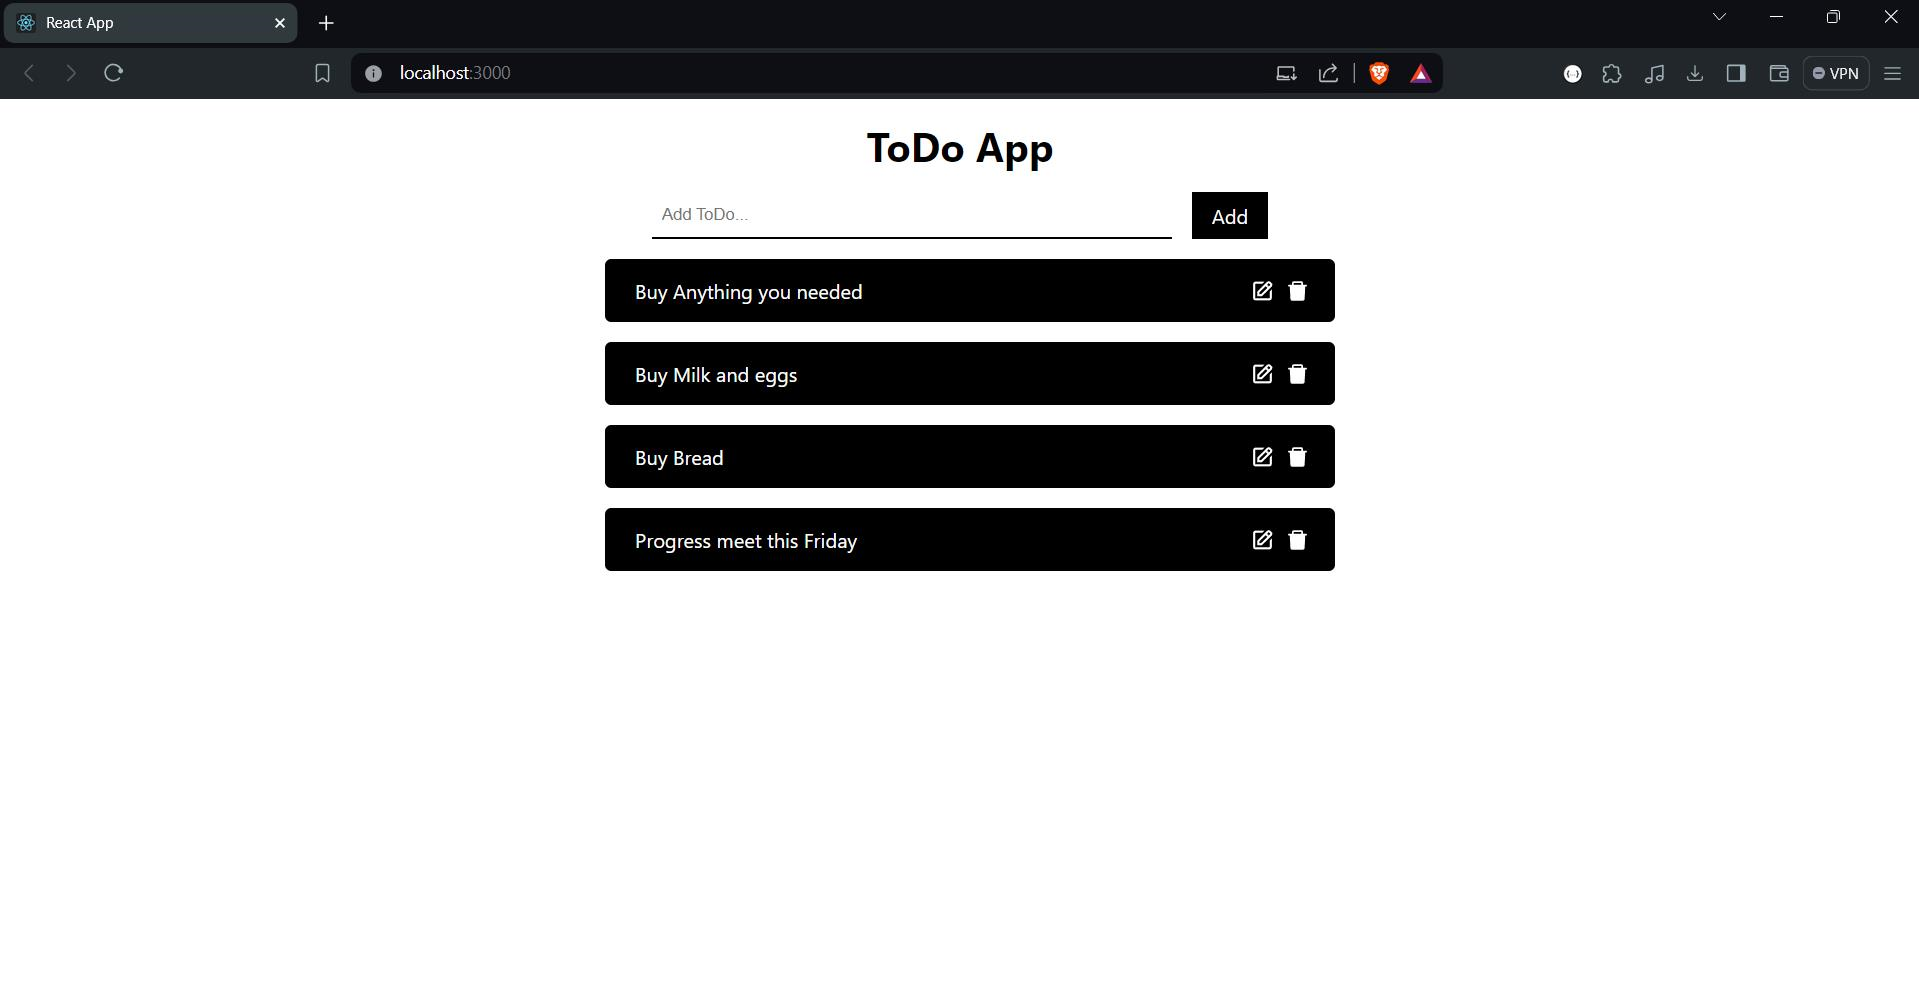 React App
localhost:3000
VPN
ToDo App
Add ToDo...
Add
Buy Anything you needed
Buy Milk and eggs
Buy Bread
Progress meet this Friday